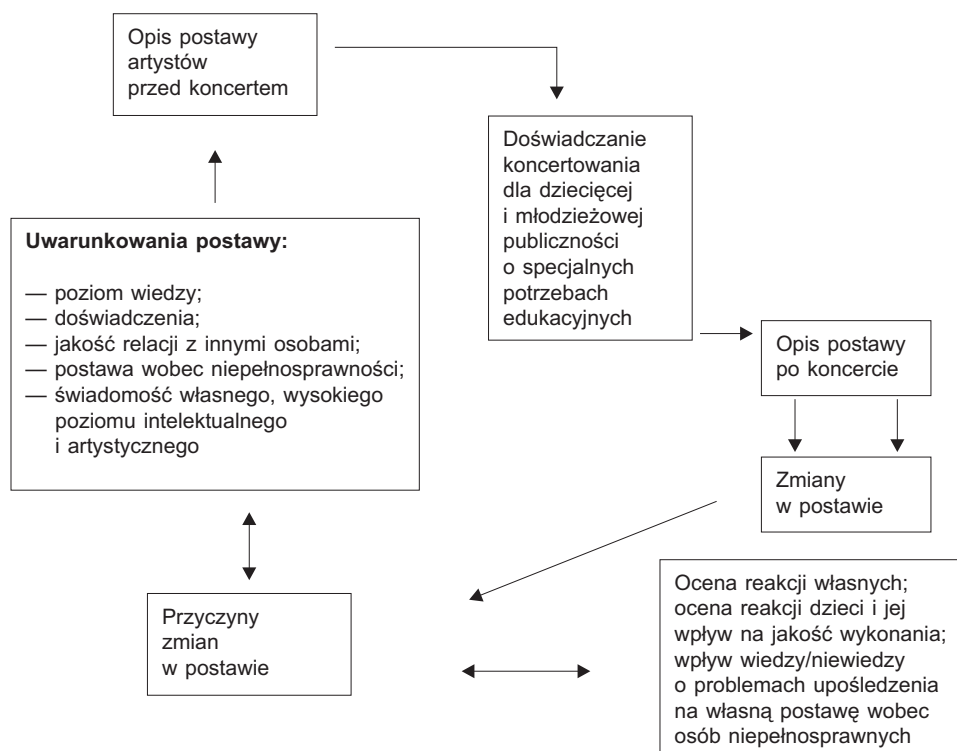 Opis postawy
artystów
przed koncertem
Doświadczanie
koncertowania
dla dziecięcej
i młodzieżowej
publiczności
o specjalnych
potrzebach
edukacyjnych
Uwarunkowania postawy:
— poziom wiedzy;
— doświadczenia;
— jakość relacji z innymi osobami;
— postawa wobec niepełnosprawności;
— świadomość własnego, wysokiego
poziomu intelektualnego
i artystycznego
Opis postawy
po koncercie
Zmiany
w postawie
Przyczyny
zmian
w postawie
Ocena reakcji własnych;
ocena reakcji dzieci i jej
wpływ na jakość wykonania;
wpływ wiedzy/niewiedzy
o problemach upośledzenia
na własną postawę wobec
osób niepełnosprawnych